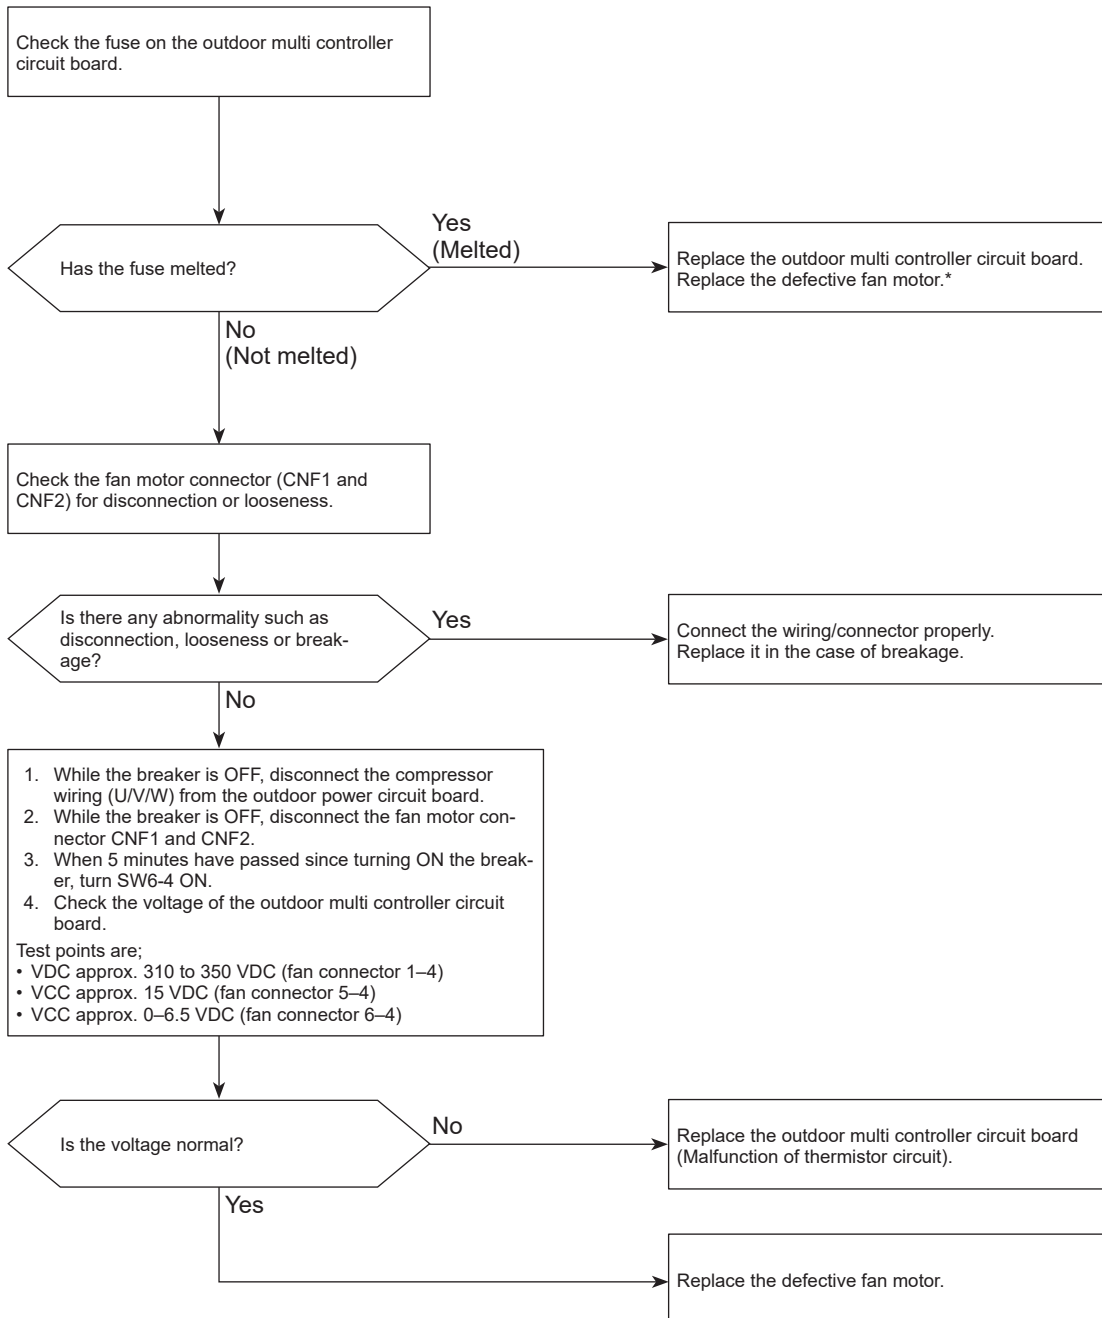 Check the fuse on the outdoor multi controller
circuit board.
Has the fuse melted?
Yes
(Melted)
Replace the outdoor multi controller circuit board.
Replace the defective fan motor.*
No
(Not melted)
Check the fan motor connector (CNF1 and
CNF2) for disconnection or looseness.
Is there any abnormality such as
disconnection, looseness or break-
age?
Yes
Connect the wiring/connector properly.
Replace it in the case of breakage.
No
1. While the breaker is OFF, disconnect the compressor
wiring (U/V/W) from the outdoor power circuit board.
2. While the breaker is OFF, disconnect the fan motor con-
nector CNF1 and CNF2.
3. When 5 minutes have passed since turning ON the break-
er, turn SW6-4 ON.
4. Check the voltage of the outdoor multi controller circuit
board.
Test points are;
• VDC approx. 310 to 350 VDC (fan connector 1–4)
• VCC approx. 15 VDC (fan connector 5–4)
• VCC approx. 0–6.5 VDC (fan connector 6–4)
Is the voltage normal?
No
Replace the outdoor multi controller circuit board
(Malfunction of thermistor circuit).
Yes
Replace the defective fan motor.